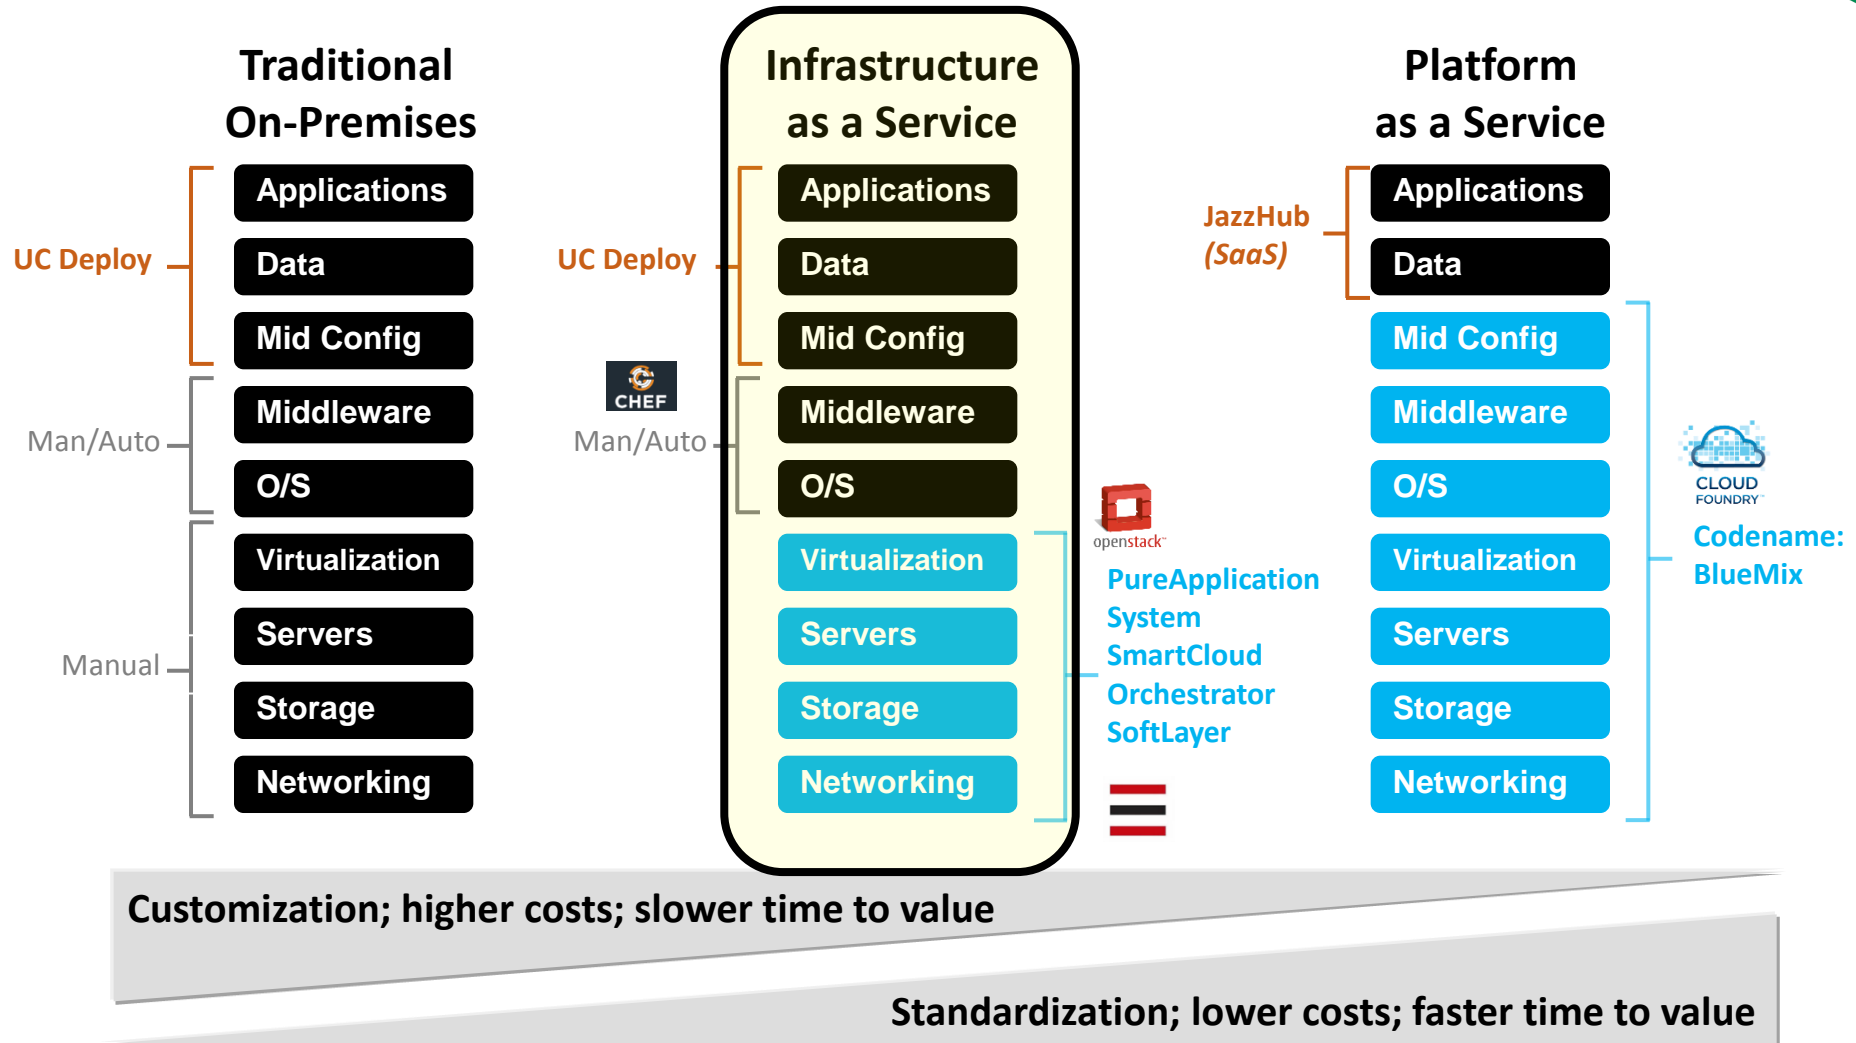 Traditional
On-Premises
UC Deploy
Applications
Data
Mid Config
Man/Auto
Middleware
O/S
Manual
Virtualization
Servers
Storage
Networking
Infrastructure
as a Service
UC Deploy
Applications
Data
Mid Config
CHEF
Man/Auto
Middleware
O/S
Virtualization
Servers
Storage
Networking
openstack™
PureApplication
System
SmartCloud
Orchestrator
SoftLayer
Platform
as a Service
JazzHub
(SaaS)
Applications
Data
Mid Config
Middleware
O/S
Virtualization
Servers
Storage
Networking
CLOUD
FOUNDRY™
Codename:
BlueMix
Customization; higher costs; slower time to value
Standardization; lower costs; faster time to value